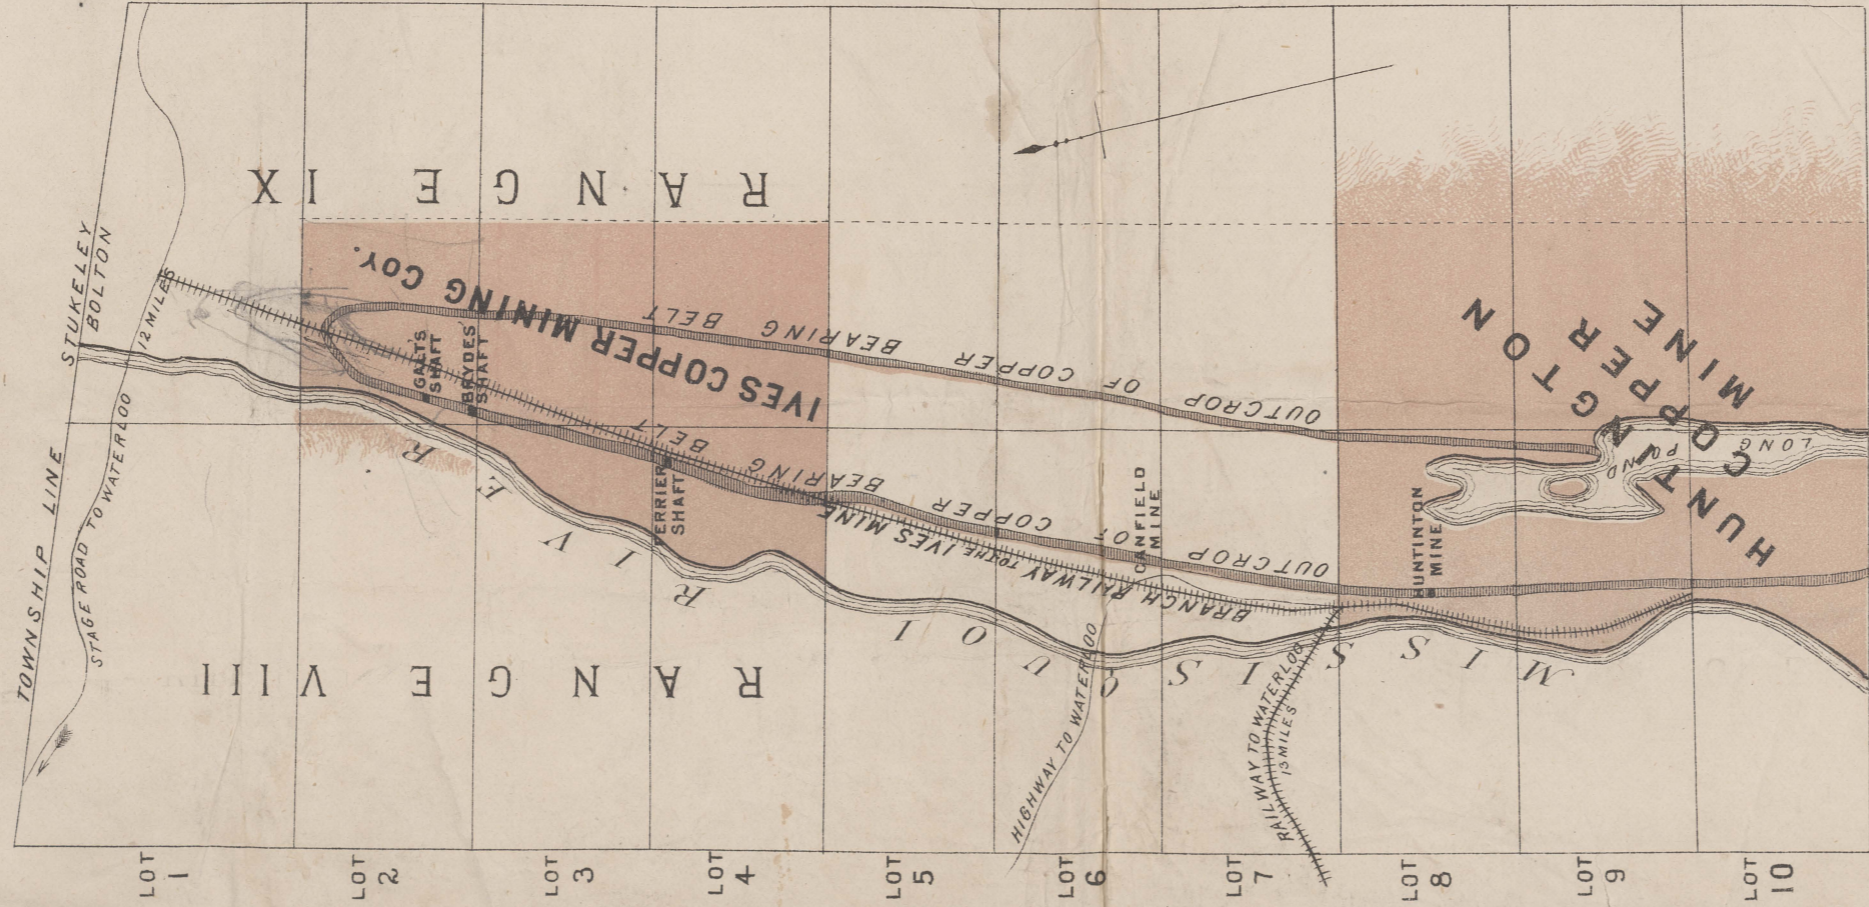 TOWNSHIP LINE
STUKELEY
BOLTON
STAGE ROAD TO WATERLOO
12 MILES
RANGE IX
RANGE VIII
IVES COPPER MINING COY.
GALTS
SHAFT
BRYDES'
SHAFT
FERRIER
SHAFT
OUTCROP OF COPPER BEARING BELT
OUTCROP OF COPPER BEARING BELT
BRANCH RAILWAY TO THE IVES MINE
CANFIELD
MINE
HUNTINTON
MINE
HUNTINGTON
COPPER
MINE
LONG POND
MISSISQUOI RIVER
HIGHWAY TO WATERLOO
RAILWAY TO WATERLOO
13 MILES
LOT
1
LOT
2
LOT
3
LOT
4
LOT
5
LOT
6
LOT
7
LOT
8
LOT
9
LOT
10